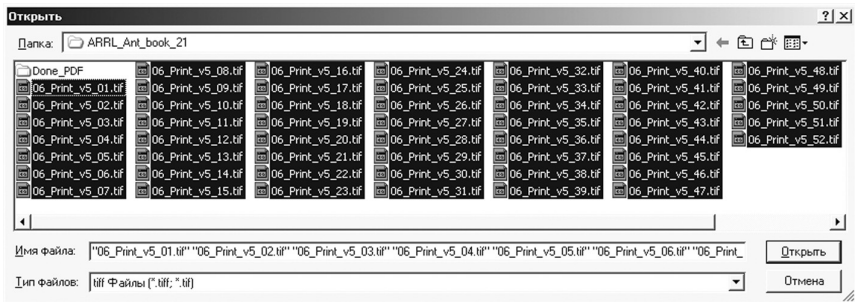 Открыть
Папка: ARRL_Ant_book_21
Done_PDF
06_Print_v5_01.tif
06_Print_v5_02.tif
06_Print_v5_03.tif
06_Print_v5_04.tif
06_Print_v5_05.tif
06_Print_v5_06.tif
06_Print_v5_07.tif
06_Print_v5_08.tif
06_Print_v5_09.tif
06_Print_v5_10.tif
06_Print_v5_11.tif
06_Print_v5_12.tif
06_Print_v5_13.tif
06_Print_v5_14.tif
06_Print_v5_15.tif
06_Print_v5_16.tif
06_Print_v5_17.tif
06_Print_v5_18.tif
06_Print_v5_19.tif
06_Print_v5_20.tif
06_Print_v5_21.tif
06_Print_v5_22.tif
06_Print_v5_23.tif
06_Print_v5_24.tif
06_Print_v5_25.tif
06_Print_v5_26.tif
06_Print_v5_27.tif
06_Print_v5_28.tif
06_Print_v5_29.tif
06_Print_v5_30.tif
06_Print_v5_31.tif
06_Print_v5_32.tif
06_Print_v5_33.tif
06_Print_v5_34.tif
06_Print_v5_35.tif
06_Print_v5_36.tif
06_Print_v5_37.tif
06_Print_v5_38.tif
06_Print_v5_39.tif
06_Print_v5_40.tif
06_Print_v5_41.tif
06_Print_v5_42.tif
06_Print_v5_43.tif
06_Print_v5_44.tif
06_Print_v5_45.tif
06_Print_v5_46.tif
06_Print_v5_47.tif
06_Print_v5_48.tif
06_Print_v5_49.tif
06_Print_v5_50.tif
06_Print_v5_51.tif
06_Print_v5_52.tif
Имя файла: "06_Print_v5_01.tif" "06_Print_v5_02.tif" "06_Print_v5_03.tif" "06_Print_v5_04.tif" "06_Print_v5_05.tif" "06_Print_v5_06.tif" "06_Print_ Открыть
Тип файлов: tiff Файлы (*.tiff; *.tif) Отмена